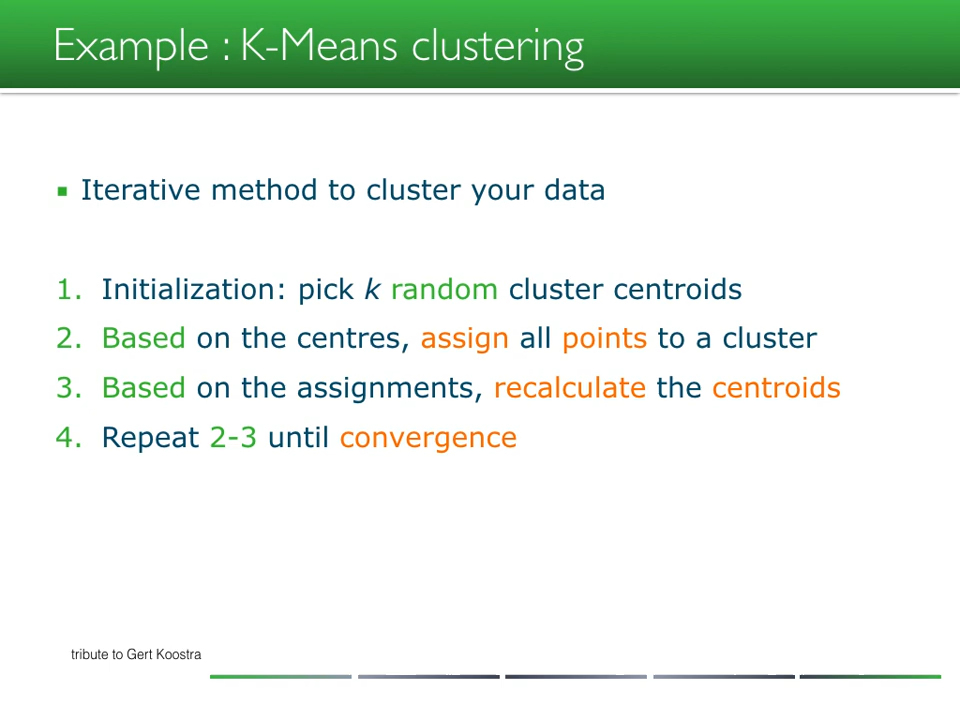 Example : K-Means clustering
▪ Iterative method to cluster your data
1. Initialization: pick k random cluster centroids
2. Based on the centres, assign all points to a cluster
3. Based on the assignments, recalculate the centroids
4. Repeat 2-3 until convergence
tribute to Gert Koostra